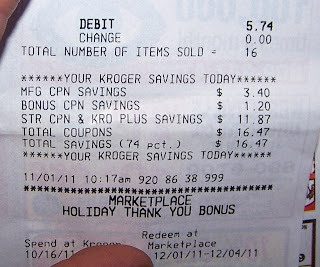 DEBIT 5.74
CHANGE 0.00
TOTAL NUMBER OF ITEMS SOLD = 16
******YOUR KROGER SAVINGS TODAY******
MFG CPN SAVINGS $ 3.40
BONUS CPN SAVINGS $ 1.20
STR CPN & KRO PLUS SAVINGS $ 11.87
TOTAL COUPONS $ 16.47
TOTAL SAVINGS (74 pct.) $ 16.47
******YOUR KROGER SAVINGS TODAY******
11/01/11 10:17am 920 86 38 999
MARKETPLACE
HOLIDAY THANK YOU BONUS
Redeem at
Spend at Kroger Marketplace
10/16/11 12/01/11-12/04/11